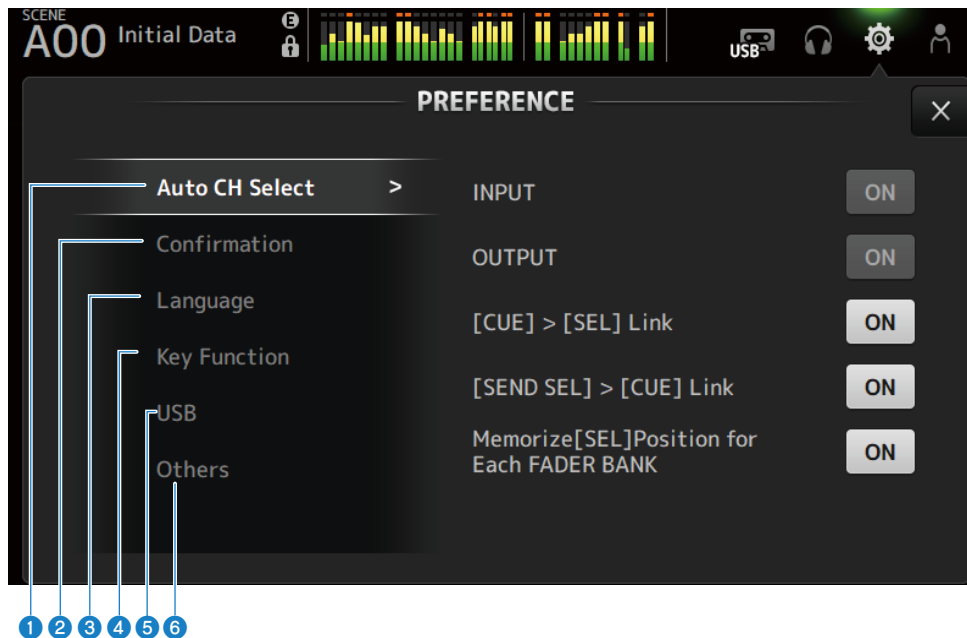 SCENE
A00 Initial Data
E
USB
PREFERENCE
Auto CH Select >
Confirmation
Language
Key Function
USB
Others
INPUT ON
OUTPUT ON
[CUE] > [SEL] Link ON
[SEND SEL] > [CUE] Link ON
Memorize[SEL]Position for
Each FADER BANK ON
1 2 3 4 5 6